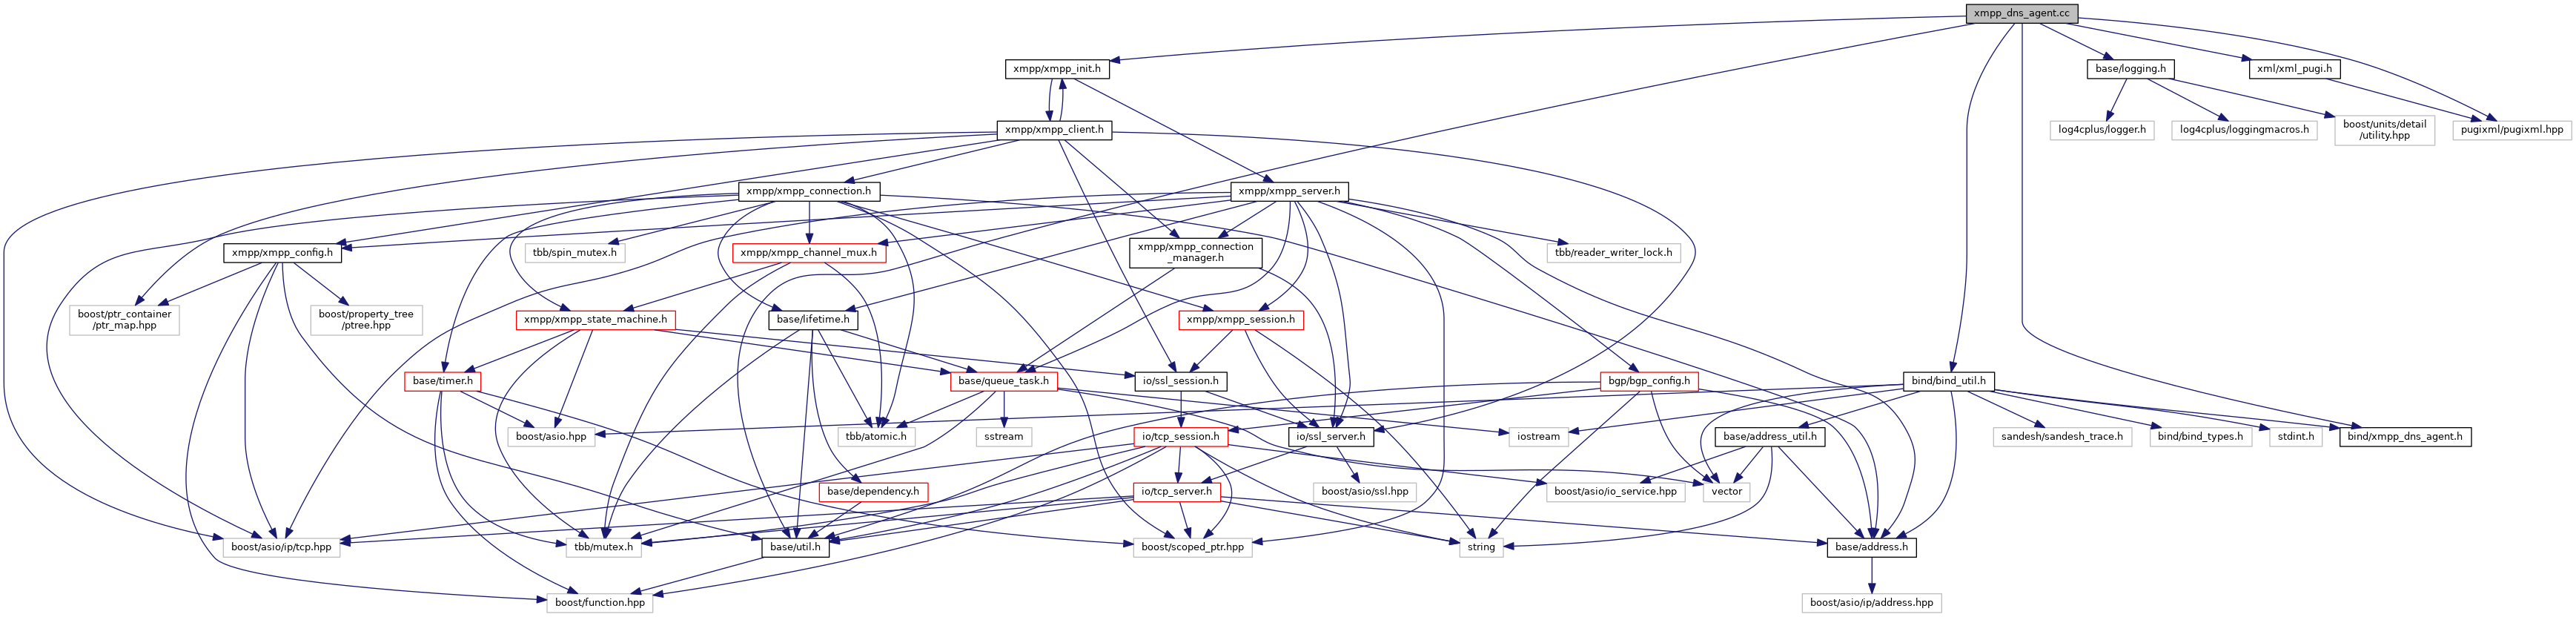 xmpp_dns_agent.cc
xmpp/xmpp_init.h
base/logging.h
xml/xml_pugi.h
xmpp/xmpp_client.h
log4cplus/logger.h
log4cplus/loggingmacros.h
boost/units/detail
/utility.hpp
pugixml/pugixml.hpp
xmpp/xmpp_connection.h
xmpp/xmpp_server.h
xmpp/xmpp_config.h
tbb/spin_mutex.h
xmpp/xmpp_channel_mux.h
xmpp/xmpp_connection
_manager.h
tbb/reader_writer_lock.h
boost/ptr_container
/ptr_map.hpp
boost/property_tree
/ptree.hpp
xmpp/xmpp_state_machine.h
base/lifetime.h
xmpp/xmpp_session.h
base/timer.h
base/queue_task.h
io/ssl_session.h
bgp/bgp_config.h
bind/bind_util.h
boost/asio.hpp
tbb/atomic.h
sstream
io/tcp_session.h
io/ssl_server.h
iostream
base/address_util.h
sandesh/sandesh_trace.h
bind/bind_types.h
stdint.h
bind/xmpp_dns_agent.h
base/dependency.h
io/tcp_server.h
boost/asio/ssl.hpp
boost/asio/io_service.hpp
vector
boost/asio/ip/tcp.hpp
tbb/mutex.h
base/util.h
boost/scoped_ptr.hpp
string
base/address.h
boost/function.hpp
boost/asio/ip/address.hpp